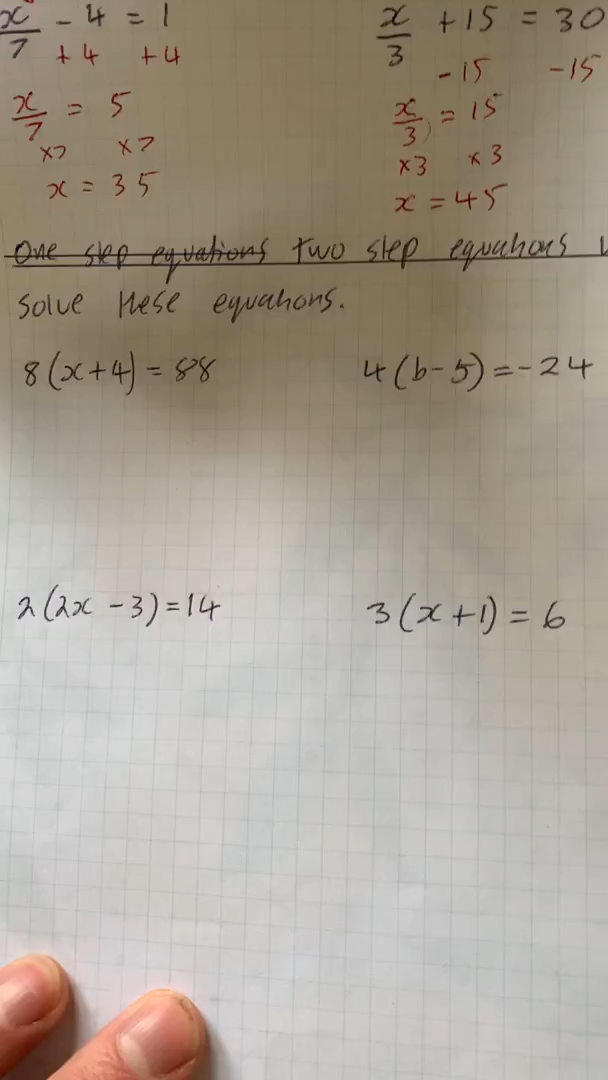 x/7 - 4 = 1
+4 +4
x/7 = 5
×7 ×7
x = 35
x/3 + 15 = 30
-15 -15
x/3 = 15
×3 ×3
x = 45
One step equations two step equations
solve these equations.
8(x+4) = 88
4(b-5) = -24
2(2x-3) = 14
3(x+1) = 6